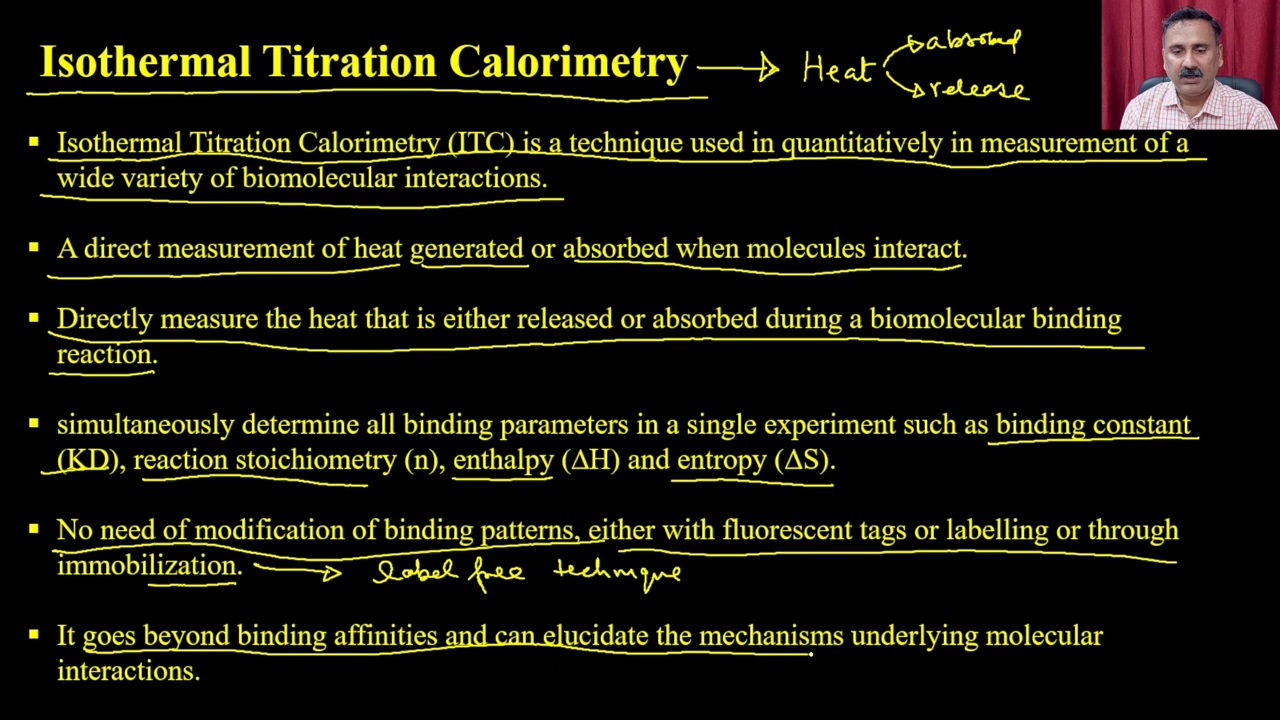 Isothermal Titration Calorimetry → Heat
absorbed
release
▪ Isothermal Titration Calorimetry (ITC) is a technique used in quantitatively in measurement of a
wide variety of biomolecular interactions.
▪ A direct measurement of heat generated or absorbed when molecules interact.
▪ Directly measure the heat that is either released or absorbed during a biomolecular binding
reaction.
▪ simultaneously determine all binding parameters in a single experiment such as binding constant
(KD), reaction stoichiometry (n), enthalpy (ΔH) and entropy (ΔS).
▪ No need of modification of binding patterns, either with fluorescent tags or labelling or through
immobilization. → label free technique
▪ It goes beyond binding affinities and can elucidate the mechanisms underlying molecular
interactions.